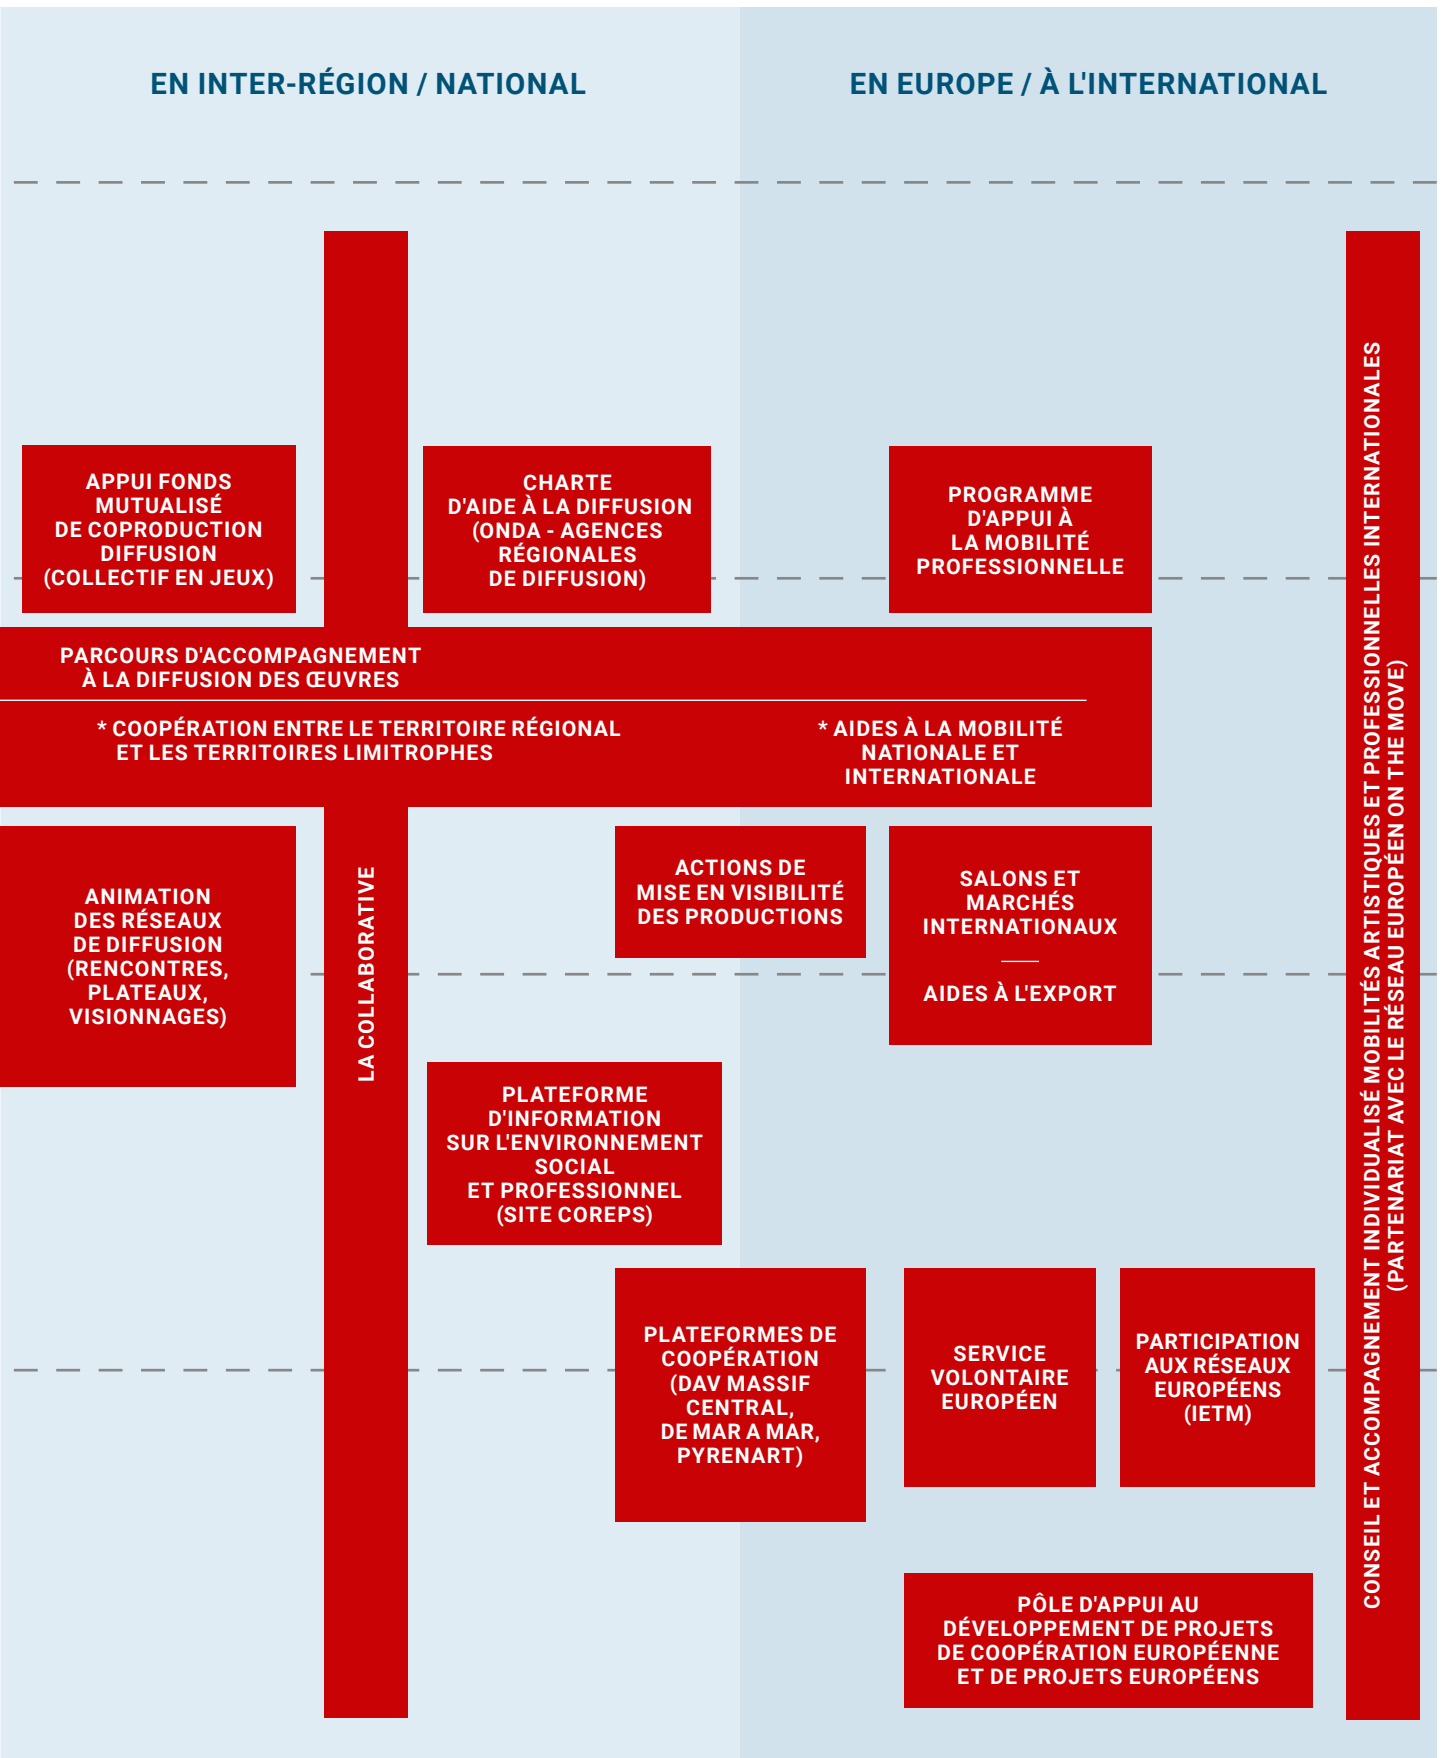 EN INTER-RÉGION / NATIONAL
EN EUROPE / À L'INTERNATIONAL
APPUI FONDS
MUTUALISÉ
DE COPRODUCTION
DIFFUSION
(COLLECTIF EN JEUX)
CHARTE
D'AIDE À LA DIFFUSION
(ONDA - AGENCES
RÉGIONALES
DE DIFFUSION)
PROGRAMME
D'APPUI À
LA MOBILITÉ
PROFESSIONNELLE
PARCOURS D'ACCOMPAGNEMENT
À LA DIFFUSION DES ŒUVRES
* COOPÉRATION ENTRE LE TERRITOIRE RÉGIONAL
ET LES TERRITOIRES LIMITROPHES
* AIDES À LA MOBILITÉ
NATIONALE ET
INTERNATIONALE
ANIMATION
DES RÉSEAUX
DE DIFFUSION
(RENCONTRES,
PLATEAUX,
VISIONNAGES)
LA COLLABORATIVE
ACTIONS DE
MISE EN VISIBILITÉ
DES PRODUCTIONS
SALONS ET
MARCHÉS
INTERNATIONAUX
AIDES À L'EXPORT
PLATEFORME
D'INFORMATION
SUR L'ENVIRONNEMENT
SOCIAL
ET PROFESSIONNEL
(SITE COREPS)
PLATEFORMES DE
COOPÉRATION
(DAV MASSIF
CENTRAL,
DE MAR A MAR,
PYRENART)
SERVICE
VOLONTAIRE
EUROPÉEN
PARTICIPATION
AUX RÉSEAUX
EUROPÉENS
(IETM)
PÔLE D'APPUI AU
DÉVELOPPEMENT DE PROJETS
DE COOPÉRATION EUROPÉENNE
ET DE PROJETS EUROPÉENS
CONSEIL ET ACCOMPAGNEMENT INDIVIDUALISÉ MOBILITÉS ARTISTIQUES ET PROFESSIONNELLES INTERNATIONALES
(PARTENARIAT AVEC LE RÉSEAU EUROPÉEN ON THE MOVE)